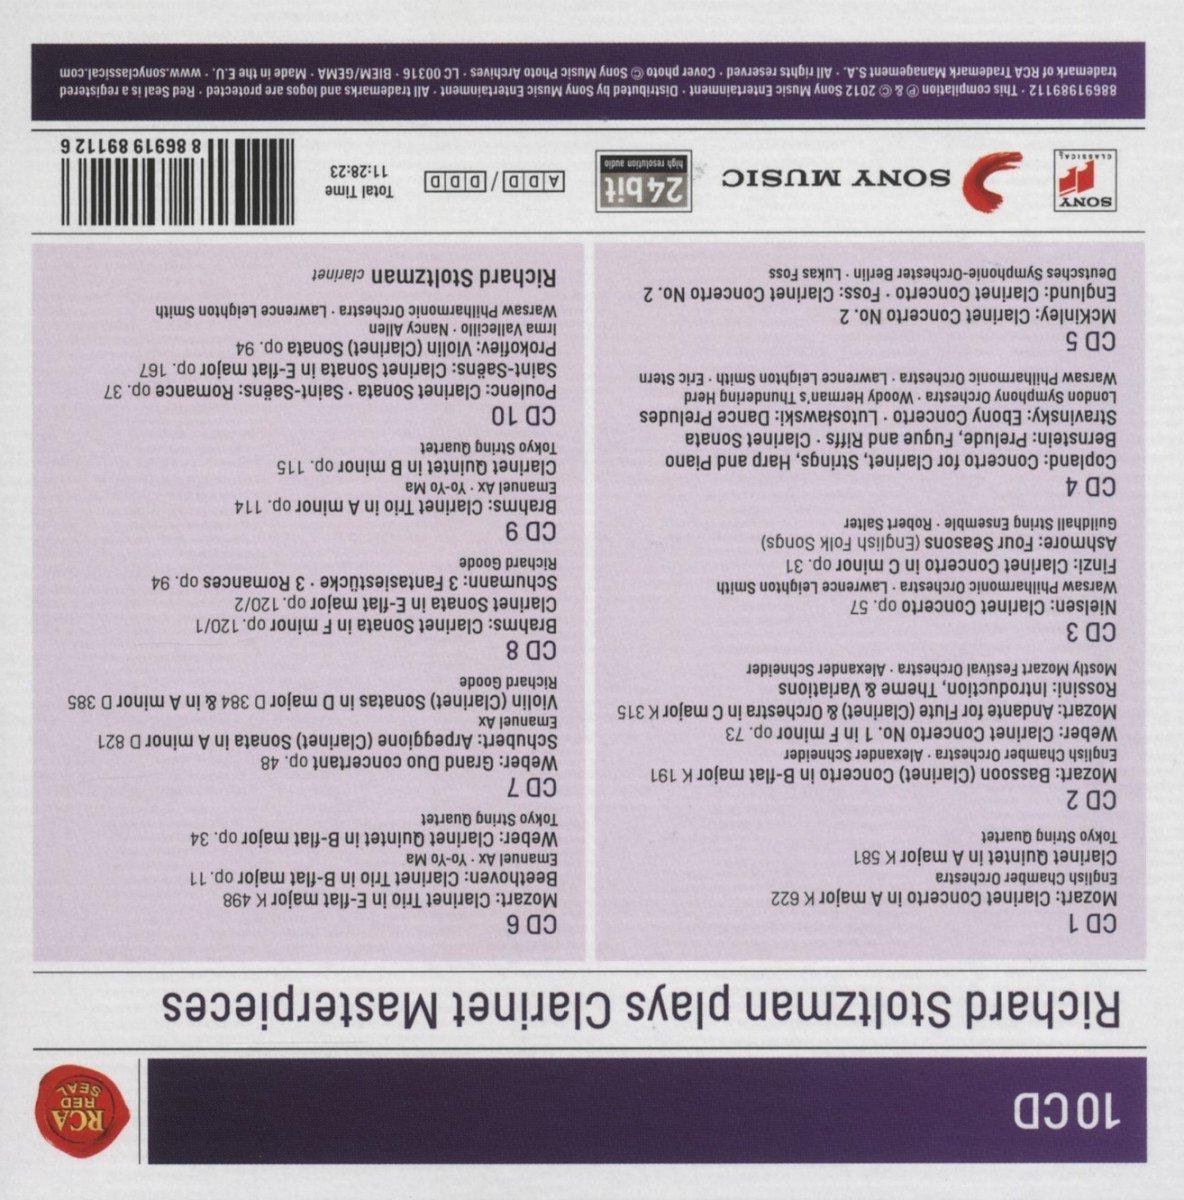 10 CD
RCA
RED
SEAL
Richard Stoltzman plays Clarinet Masterpieces
CD 1
Mozart: Clarinet Concerto in A major K 622
English Chamber Orchestra
Clarinet Quintet in A major K 581
Tokyo String Quartet
CD 2
Mozart: Bassoon (Clarinet) Concerto in B-flat major K 191
English Chamber Orchestra · Alexander Schneider
Weber: Clarinet Concerto No. 1 in F minor op. 73
Mozart: Andante for Flute (Clarinet) & Orchestra in C major K 315
Rossini: Introduction, Theme & Variations
Mostly Mozart Festival Orchestra · Alexander Schneider
CD 3
Nielsen: Clarinet Concerto op. 57
Warsaw Philharmonic Orchestra · Lawrence Leighton Smith
Finzi: Clarinet Concerto in C minor op. 31
Ashmore: Four Seasons (English Folk Songs)
Guildhall String Ensemble · Robert Salter
CD 4
Copland: Concerto for Clarinet, Strings, Harp and Piano
Bernstein: Prelude, Fugue and Riffs · Clarinet Sonata
Stravinsky: Ebony Concerto · Lutosławski: Dance Preludes
London Symphony Orchestra · Woody Herman's Thundering Herd
Warsaw Philharmonic Orchestra · Lawrence Leighton Smith · Eric Stern
CD 5
McKinley: Clarinet Concerto No. 2
Englund: Clarinet Concerto · Foss: Clarinet Concerto No. 2
Deutsches Symphonie-Orchester Berlin · Lukas Foss
CD 6
Mozart: Clarinet Trio in E-flat major K 498
Beethoven: Clarinet Trio in B-flat major op. 11
Emanuel Ax · Yo-Yo Ma
Weber: Clarinet Quintet in B-flat major op. 34
Tokyo String Quartet
CD 7
Weber: Grand Duo concertant op. 48
Schubert: Arpeggione (Clarinet) Sonata in A minor D 821
Emanuel Ax
Violin (Clarinet) Sonatas in D major D 384 & in A minor D 385
Richard Goode
CD 8
Brahms: Clarinet Sonata in F minor op. 120/1
Clarinet Sonata in E-flat major op. 120/2
Schumann: 3 Fantasiestücke · 3 Romances op. 94
Richard Goode
CD 9
Brahms: Clarinet Trio in A minor op. 114
Emanuel Ax · Yo-Yo Ma
Clarinet Quintet in B minor op. 115
Tokyo String Quartet
CD 10
Poulenc: Clarinet Sonata · Saint-Saëns: Romance op. 37
Saint-Saëns: Clarinet Sonata in E-flat major op. 167
Prokofiev: Violin (Clarinet) Sonata op. 94
Irma Vallecillo · Nancy Allen
Warsaw Philharmonic Orchestra · Lawrence Leighton Smith
Richard Stoltzman clarinet
SONY
CLASSICAL
SONY MUSIC
24 bit
high resolution audio
ADD / DDD
Total Time
11:28:23
8 86919 89112 6
88691989112 · This compilation ℗ & © 2012 Sony Music Entertainment · Distributed by Sony Music Entertainment · All trademarks and logos are protected · Red Seal is a registered
trademark of RCA Trademark Management S.A. · All rights reserved · Cover photo © Sony Music Photo Archives · LC 00316 · BIEM/GEMA · Made in the E.U. · www.sonyclassical.com